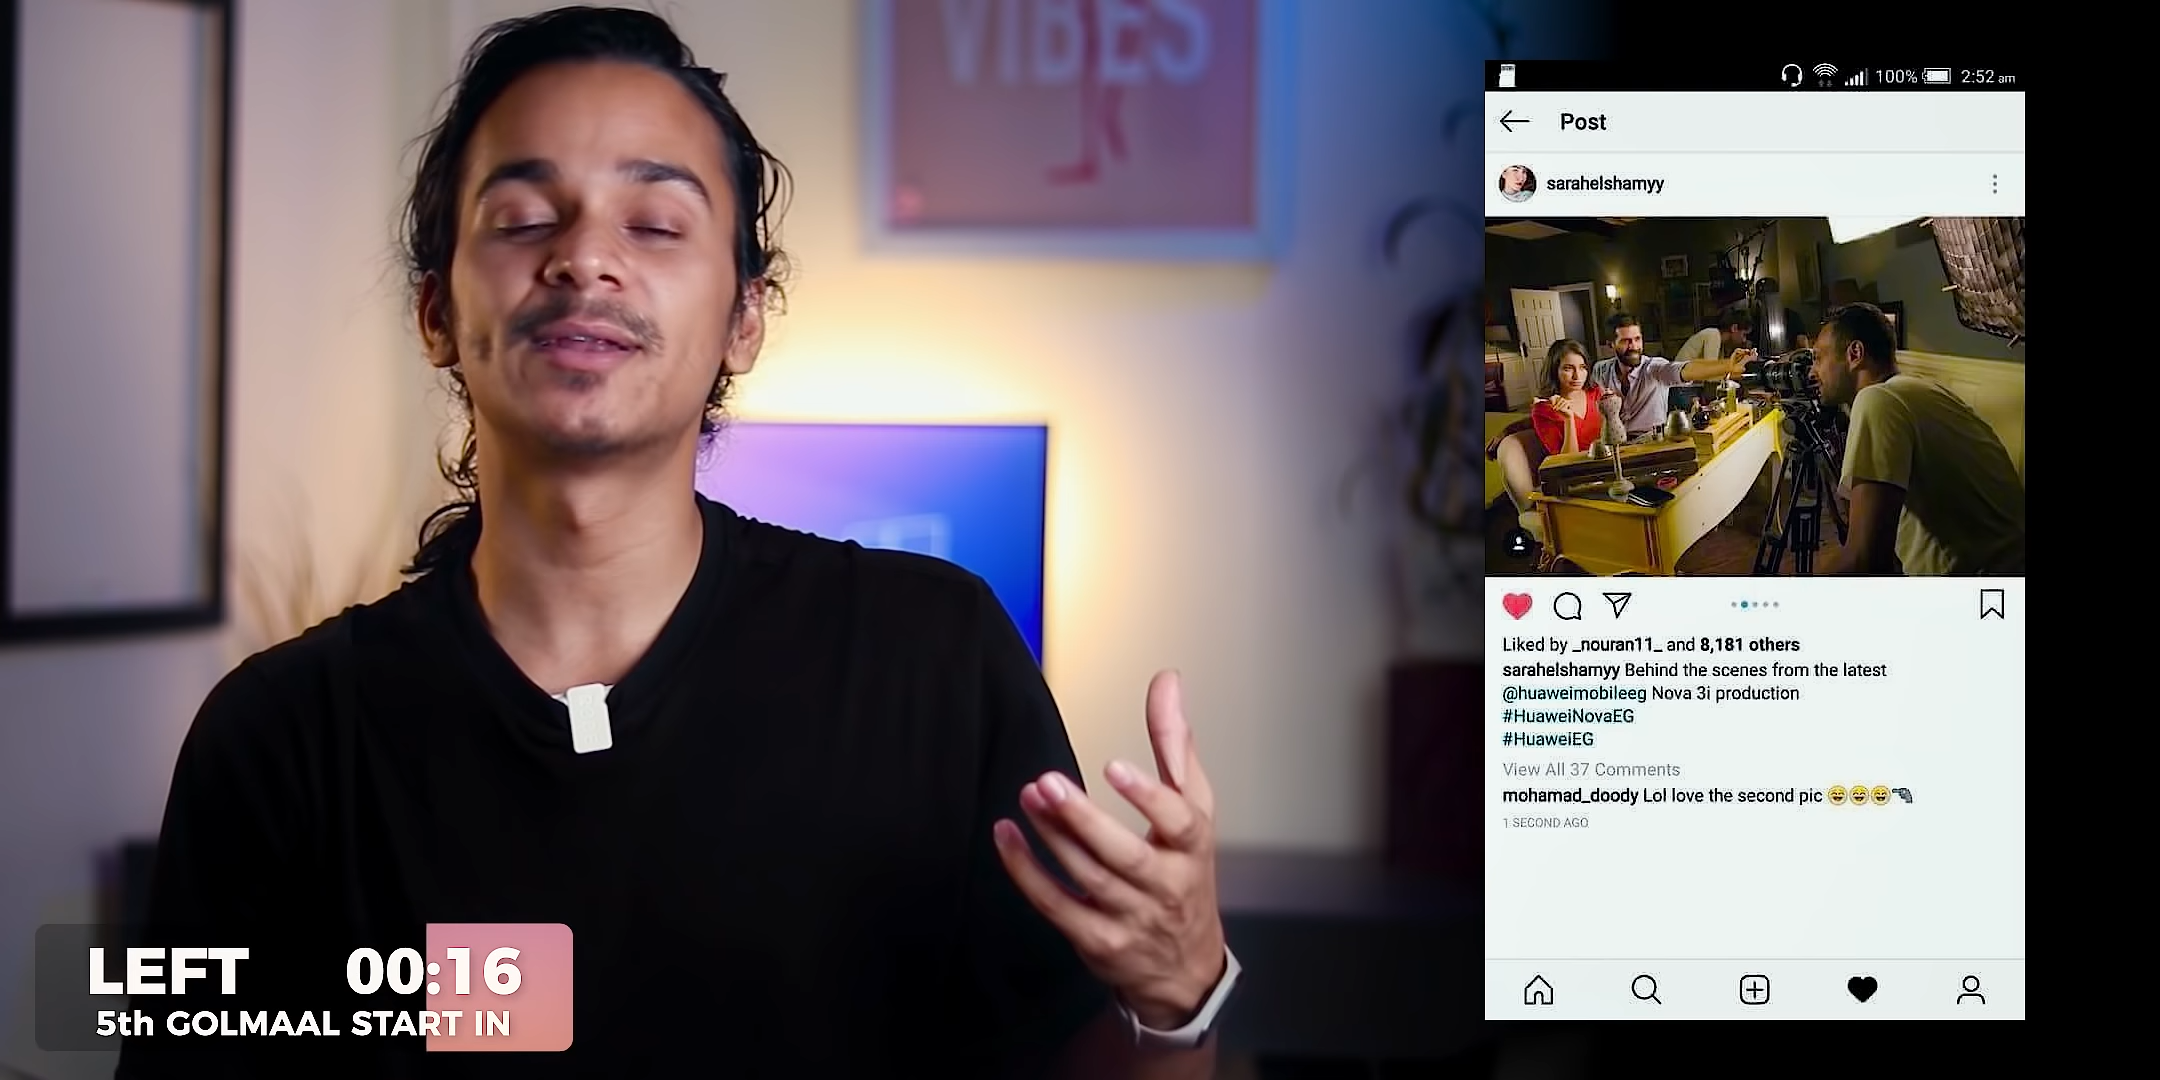 VIBES
100% 2:52 am
Post
sarahelshamyy
Liked by _nouran11_ and 8,181 others
sarahelshamyy Behind the scenes from the latest
@huaweimobileeg Nova 3i production
#HuaweiNovaEG
#HuaweiEG
View All 37 Comments
mohamad_doody Lol love the second pic 😄😄😄🔫
1 SECOND AGO
LEFT 00:16
5th GOLMAAL START IN